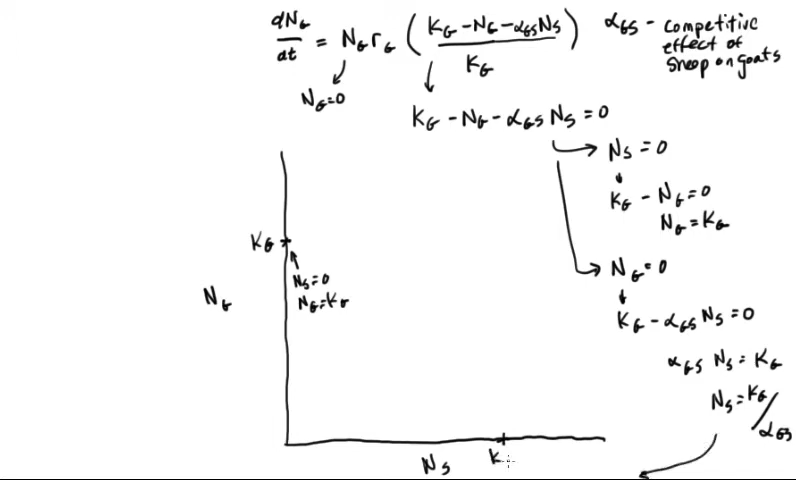 dN_G/dt = N_G r_G ( (K_G - N_G - α_GS N_S) / K_G )
α_GS - competitive
effect of
sheep on goats
N_G=0
K_G - N_G - α_GS N_S = 0
N_S = 0
K_G - N_G = 0
N_G = K_G
K_G
N_S=0
N_G=K_G
N_G
N_G = 0
K_G - α_GS N_S = 0
α_GS N_S = K_G
N_S = K_G/α_GS
N_S
K